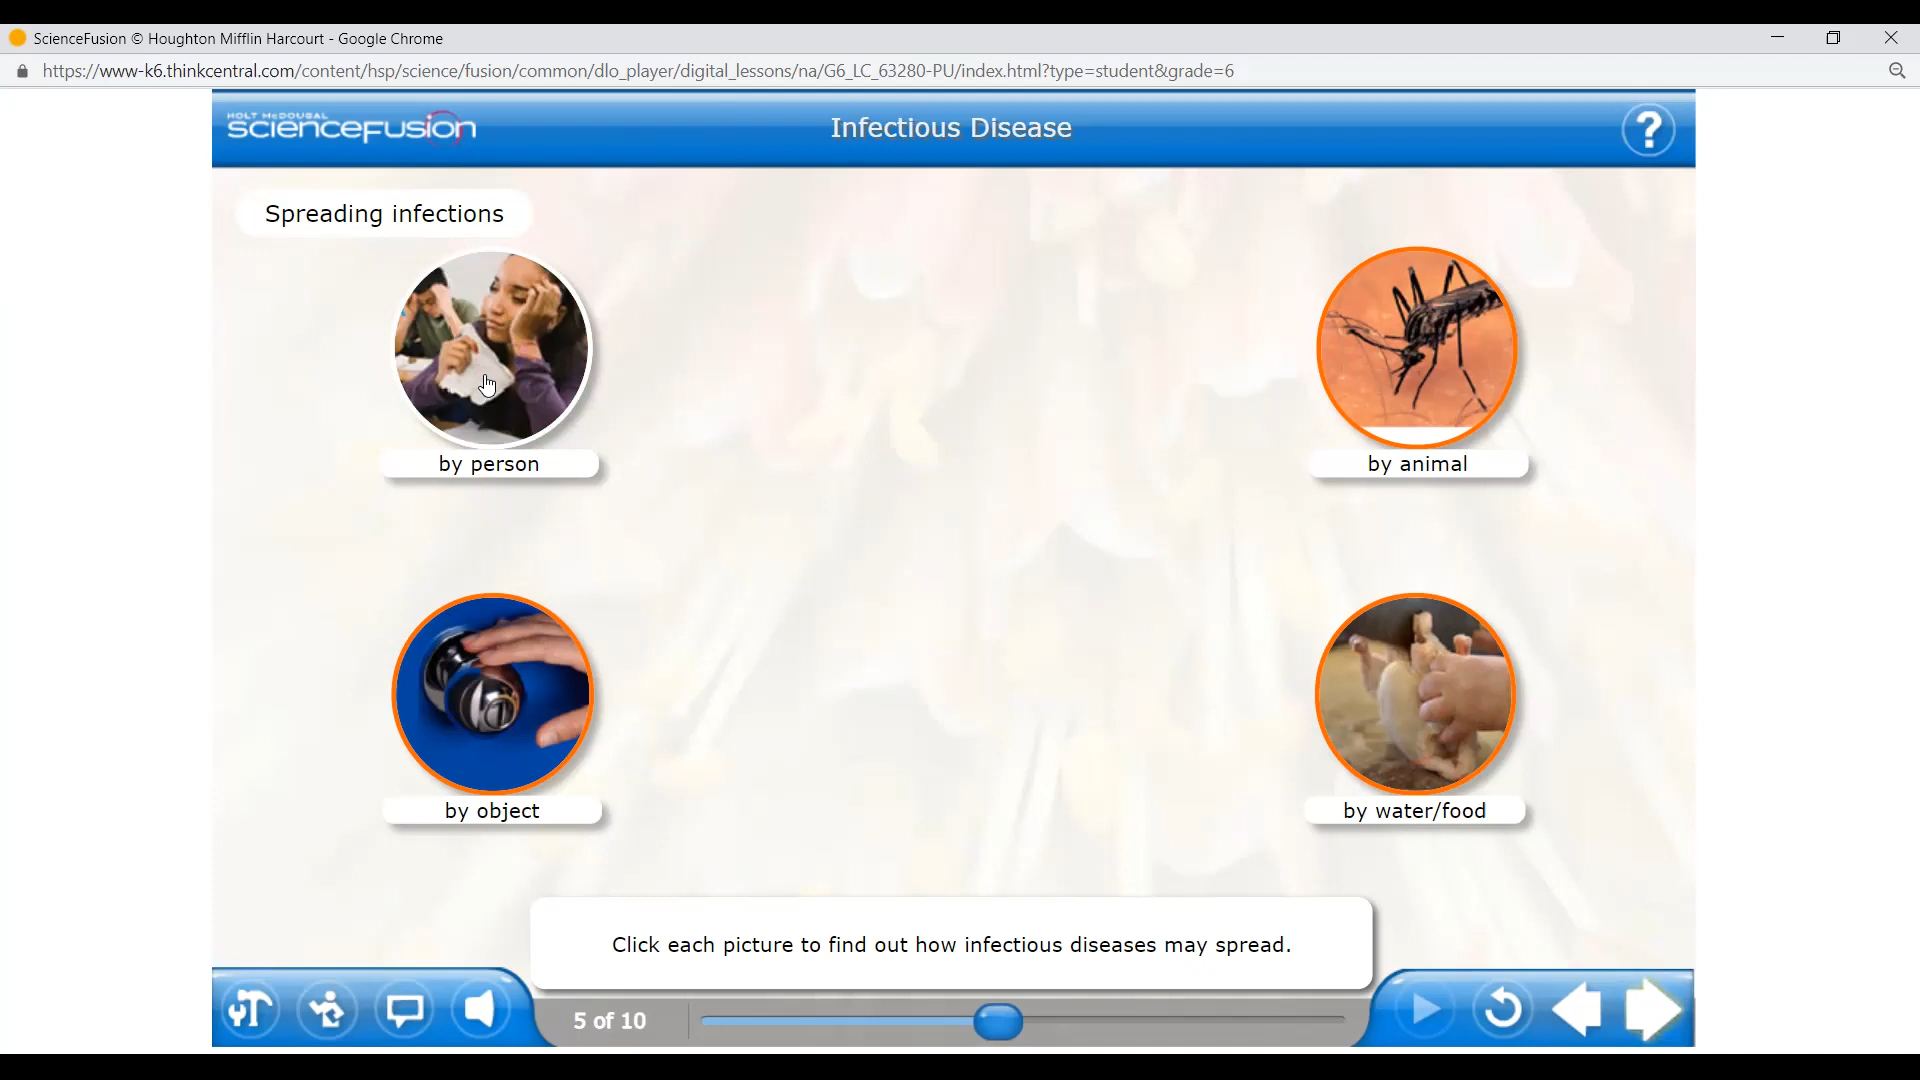 ScienceFusion © Houghton Mifflin Harcourt - Google Chrome
https://www-k6.thinkcentral.com/content/hsp/science/fusion/common/dlo_player/digital_lessons/na/G6_LC_63280-PU/index.html?type=student&grade=6
HOLT McDOUGAL
SCIENCEFUSION
Infectious Disease
?
Spreading infections
by person
by animal
by object
by water/food
Click each picture to find out how infectious diseases may spread.
5 of 10